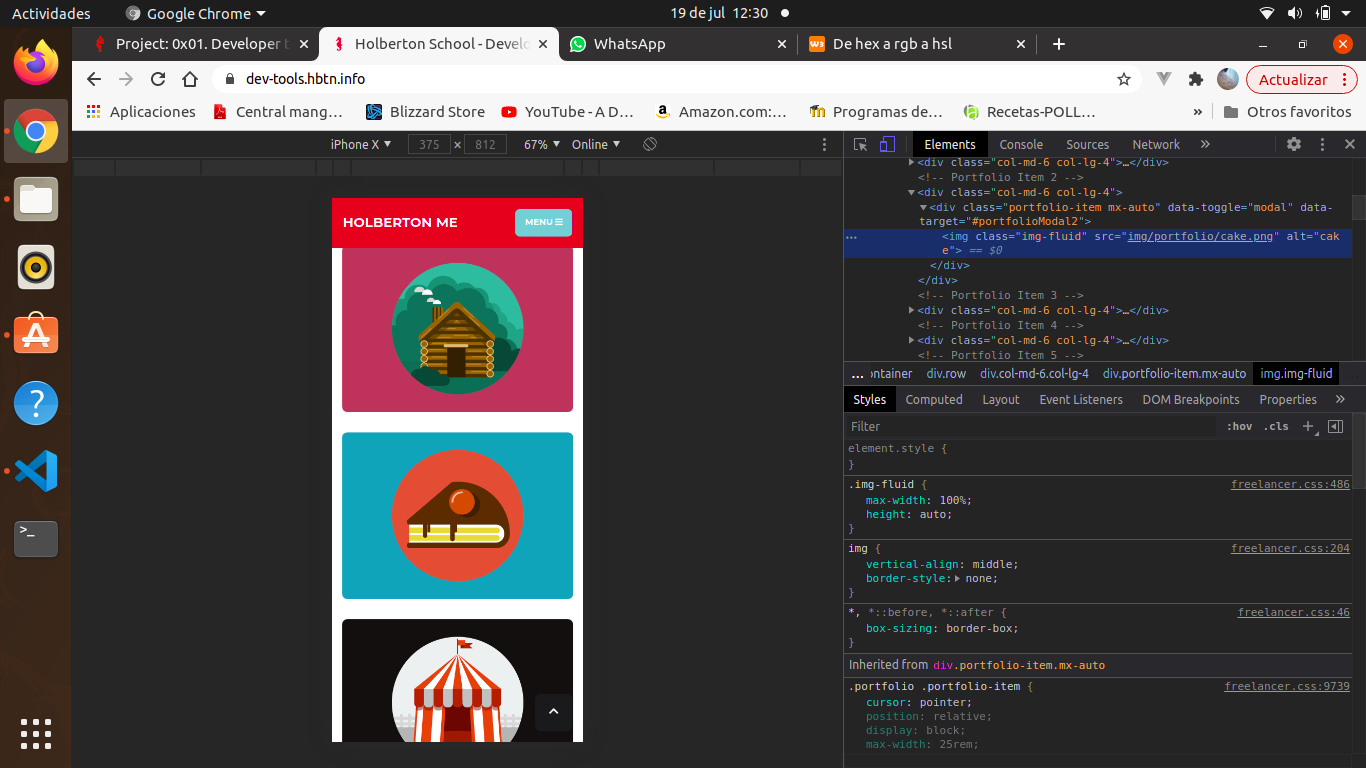 Actividades
Google Chrome
19 de jul 12:30
Project: 0x01. Developer t
Holberton School - Develo
WhatsApp
De hex a rgb a hsl
dev-tools.hbtn.info
Actualizar
Aplicaciones
Central mang…
Blizzard Store
YouTube - A D…
Amazon.com:…
Programas de…
Recetas-POLL…
»
Otros favoritos
iPhone X
375 × 812
67%
Online
HOLBERTON ME
MENU
Elements
Console
Sources
Network
»
<div class="col-md-6 col-lg-4">…</div>
<!-- Portfolio Item 2 -->
<div class="col-md-6 col-lg-4">
<div class="portfolio-item mx-auto" data-toggle="modal" data-
target="#portfolioModal2">
<img class="img-fluid" src="img/portfolio/cake.png" alt="cak
e"> == $0
</div>
</div>
<!-- Portfolio Item 3 -->
<div class="col-md-6 col-lg-4">…</div>
<!-- Portfolio Item 4 -->
<div class="col-md-6 col-lg-4">…</div>
<!-- Portfolio Item 5 -->
… ontainer div.row div.col-md-6.col-lg-4 div.portfolio-item.mx-auto img.img-fluid
Styles Computed Layout Event Listeners DOM Breakpoints Properties »
Filter
:hov .cls +
element.style {
}
.img-fluid { freelancer.css:486
max-width: 100%;
height: auto;
}
img { freelancer.css:204
vertical-align: middle;
border-style: none;
}
*, *::before, *::after { freelancer.css:46
box-sizing: border-box;
}
Inherited from div.portfolio-item.mx-auto
.portfolio .portfolio-item { freelancer.css:9739
cursor: pointer;
position: relative;
display: block;
max-width: 25rem;